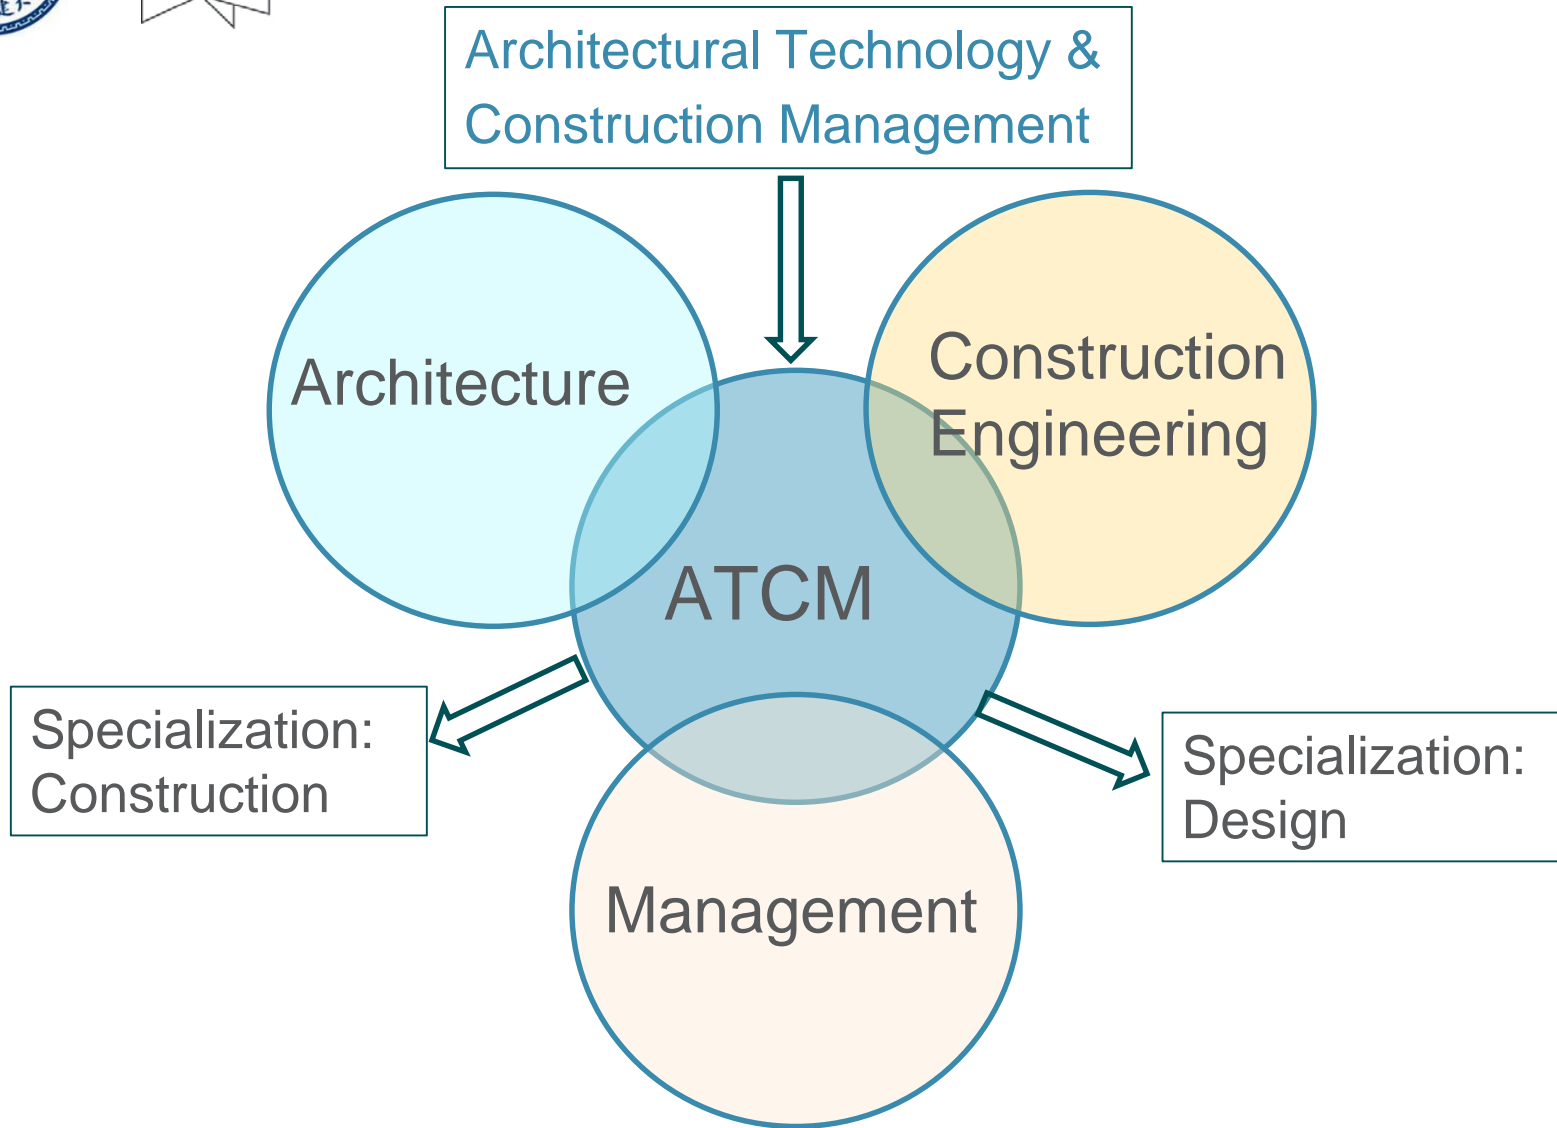 Architectural Technology &
Construction Management
Architecture
Construction
Engineering
ATCM
Specialization:
Construction
Specialization:
Design
Management